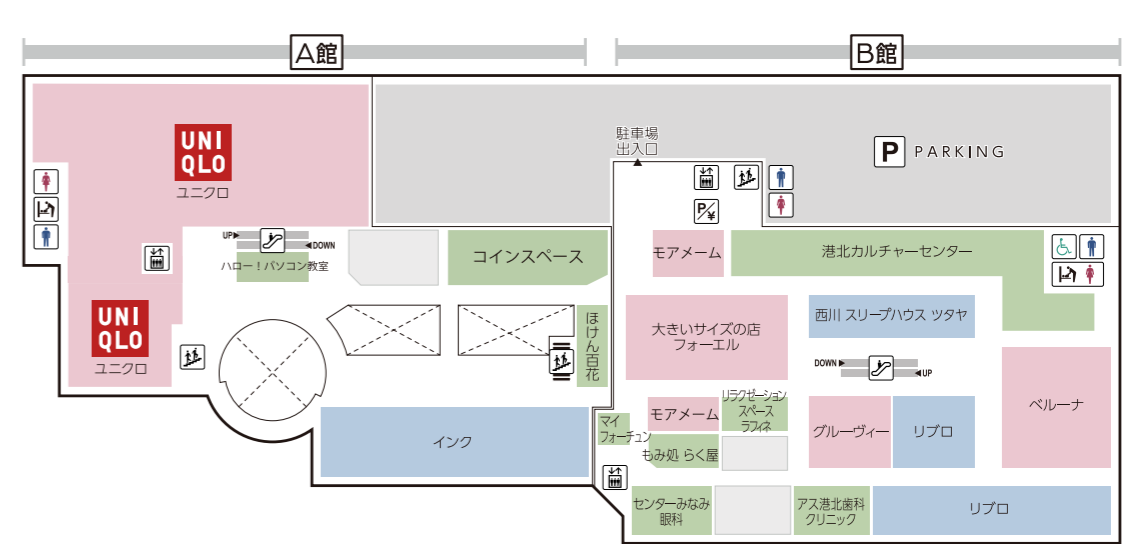 A館
B館
UNI
QLO
ユニクロ
駐車場
出入口
P PARKING
P/¥
UP
DOWN
ハロー！パソコン教室
コインスペース
モアメーム
港北カルチャーセンター
UNI
QLO
ユニクロ
ほけん百花
大きいサイズの店
フォーエル
西川 スリープハウス ツタヤ
DOWN
UP
インク
マイ
フォーチュン
モアメーム
リラクゼーション
スペース
ラフィネ
もみ処 らく屋
グルーヴィー
リブロ
ベルーナ
センターみなみ
眼科
アス港北歯科
クリニック
リブロ